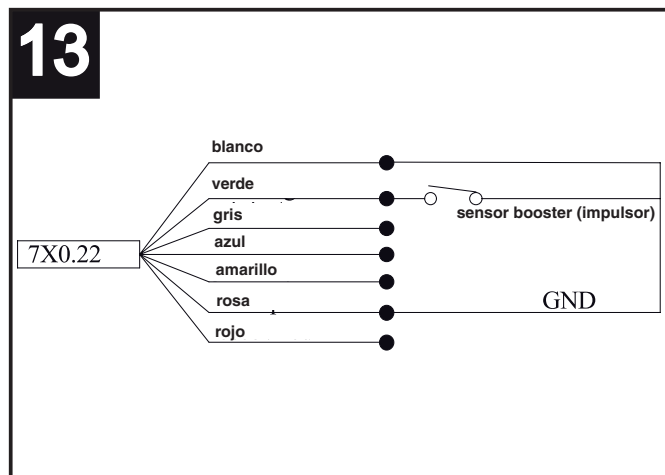 13
blanco
verde
sensor booster (impulsor)
gris
7X0.22
azul
amarillo
rosa
GND
rojo